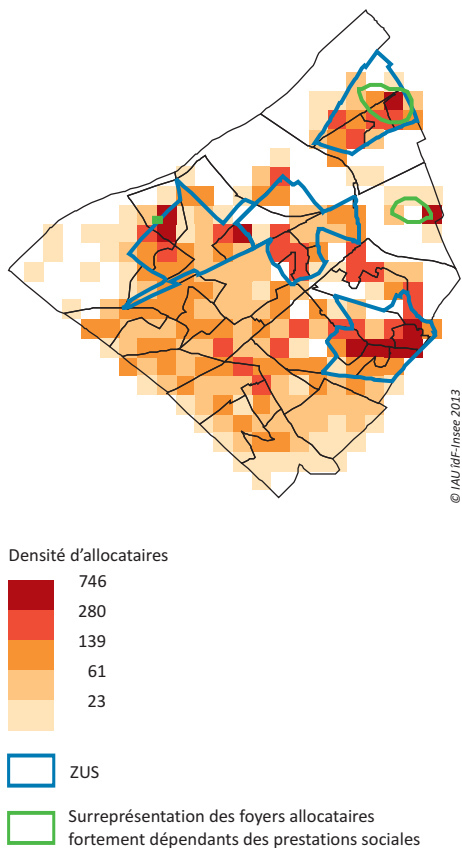 © IAU îdF-Insee 2013
Densité d'allocataires
746
280
139
61
23
ZUS
Surreprésentation des foyers allocataires
fortement dépendants des prestations sociales